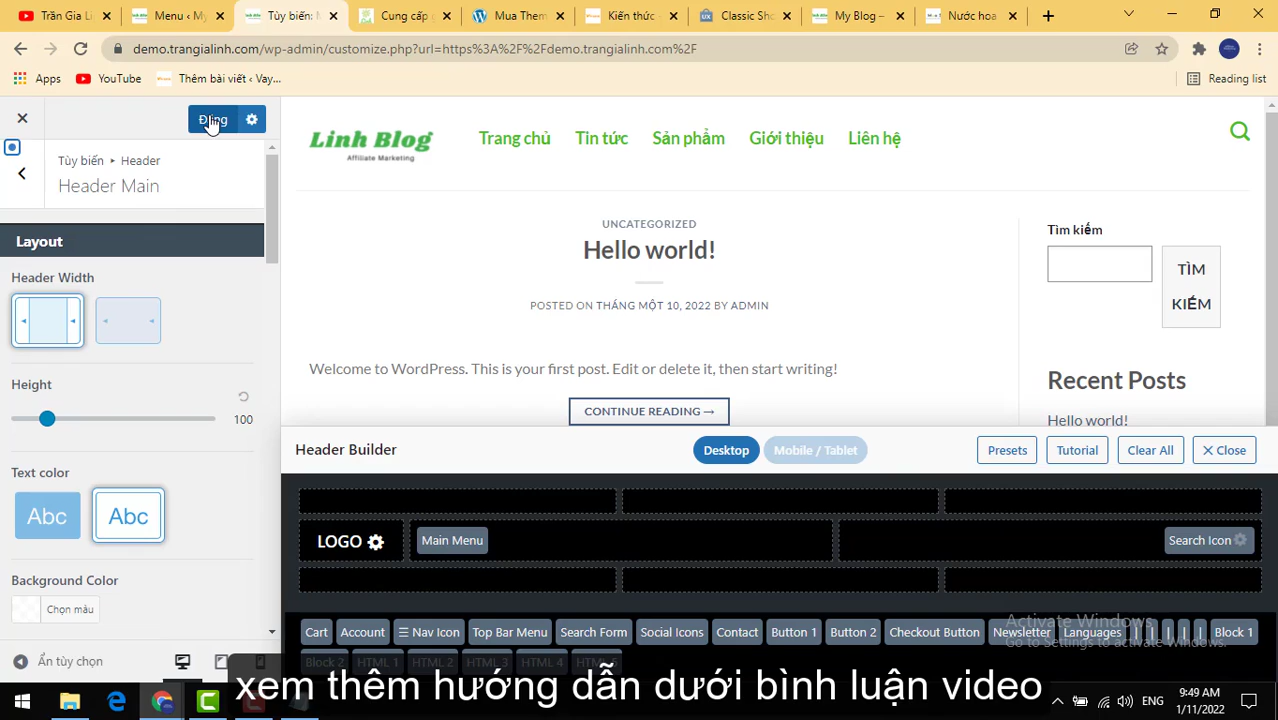 Trần Gia Li
Menu ‹ My
Tùy biến: M
Cung cấp g
Mua Them
Kiến thức -
Classic Sho
My Blog –
Nước hoa
demo.trangialinh.com/wp-admin/customize.php?url=https%3A%2F%2Fdemo.trangialinh.com%2F
Apps YouTube Thêm bài viết ‹ Vay... Reading list
Đăng
Tùy biến ▸ Header
Header Main
Layout
Header Width
Height
100
Text color
Abc Abc
Background Color
Chọn màu
Ẩn tùy chọn
Linh Blog
Affiliate Marketing
Trang chủ Tin tức Sản phẩm Giới thiệu Liên hệ
UNCATEGORIZED
Hello world!
POSTED ON THÁNG MỘT 10, 2022 BY ADMIN
Welcome to WordPress. This is your first post. Edit or delete it, then start writing!
CONTINUE READING →
Tìm kiếm
TÌM
KIẾM
Recent Posts
Hello world!
Header Builder Desktop Mobile / Tablet Presets Tutorial Clear All ✕ Close
LOGO Main Menu Search Icon
Cart Account ☰ Nav Icon Top Bar Menu Search Form Social Icons Contact Button 1 Button 2 Checkout Button Newsletter Languages | | | | | Block 1
Block 2 HTML 1 HTML 2 HTML 3 HTML 4 HTML 5
Activate Windows
Go to Settings to activate Windows.
xem thêm hướng dẫn dưới bình luận video
ENG
9:49 AM
1/11/2022